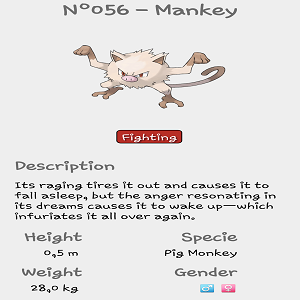 Nº056 – Mankey
Fighting
Description
Its raging tires it out and causes it to
fall asleep, but the anger resonating in
its dreams causes it to wake up—which
infuriates it all over again.
Height
Specie
0,5 m
Pig Monkey
Weight
Gender
28,0 kg